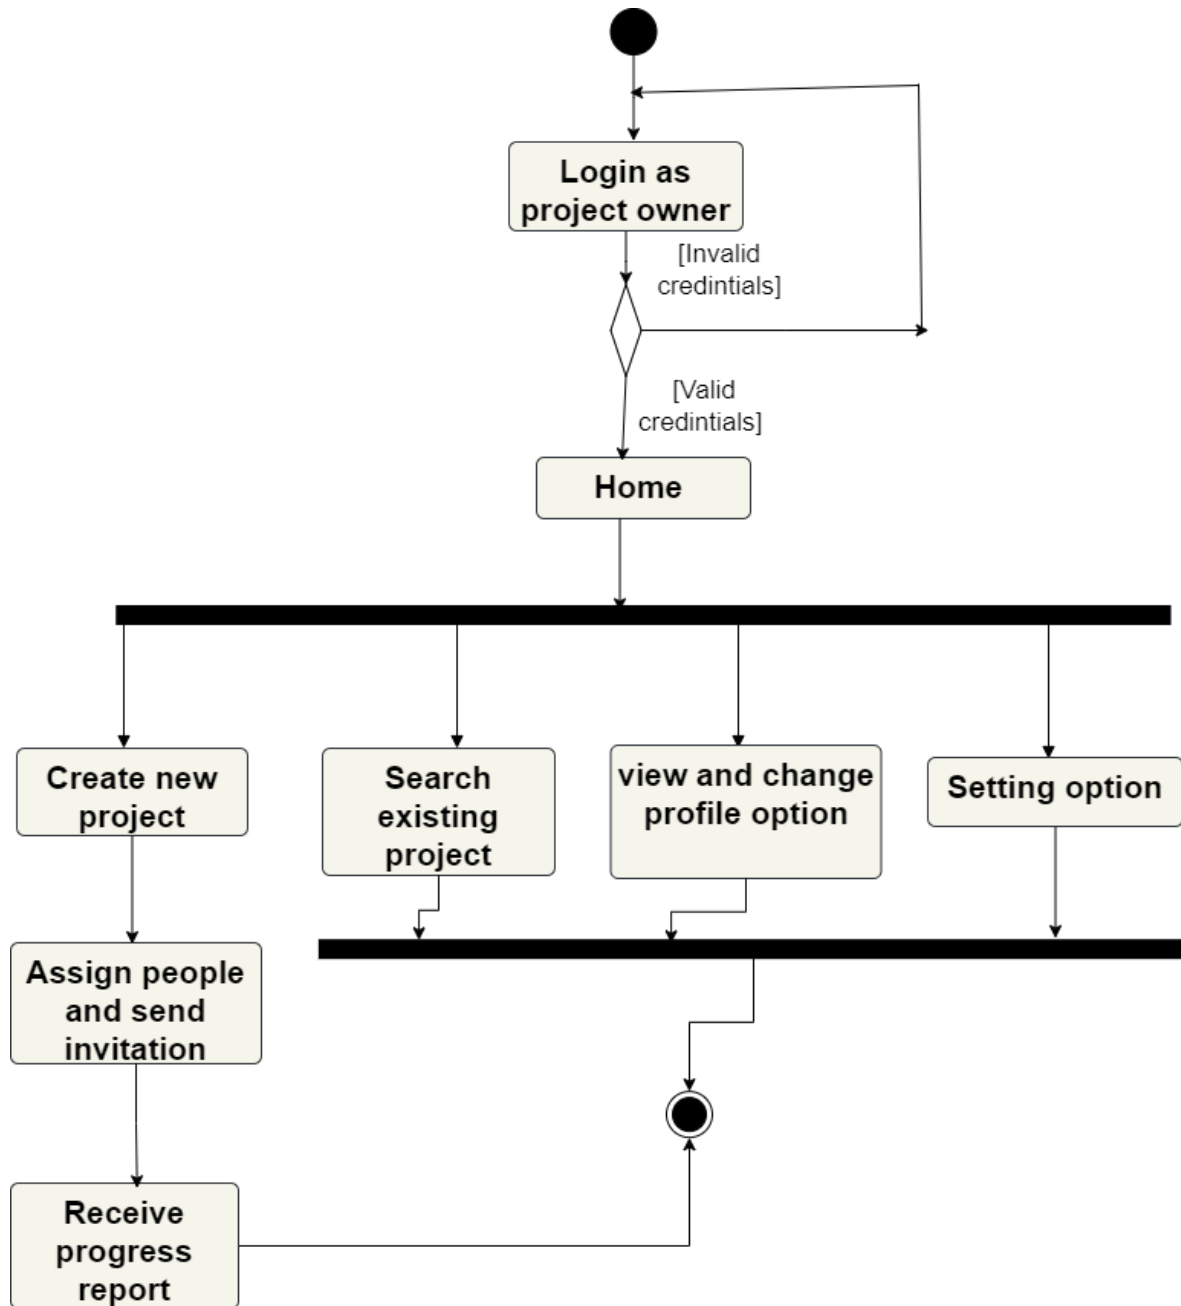 Login as
project owner
[Invalid
credintials]
[Valid
credintials]
Home
Create new
project
Search
existing
project
view and change
profile option
Setting option
Assign people
and send
invitation
Receive
progress
report